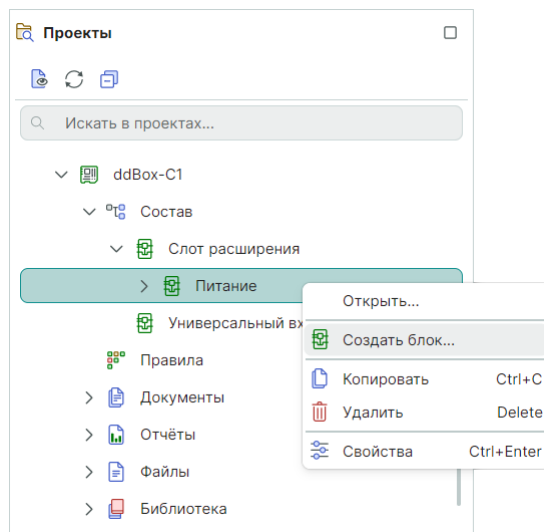 Проекты
Искать в проектах...
ddBox-C1
Состав
Слот расширения
Питание
Открыть...
Универсальный вх
Создать блок...
Правила
Копировать Ctrl+C
Документы
Удалить Delete
Отчёты
Свойства Ctrl+Enter
Файлы
Библиотека